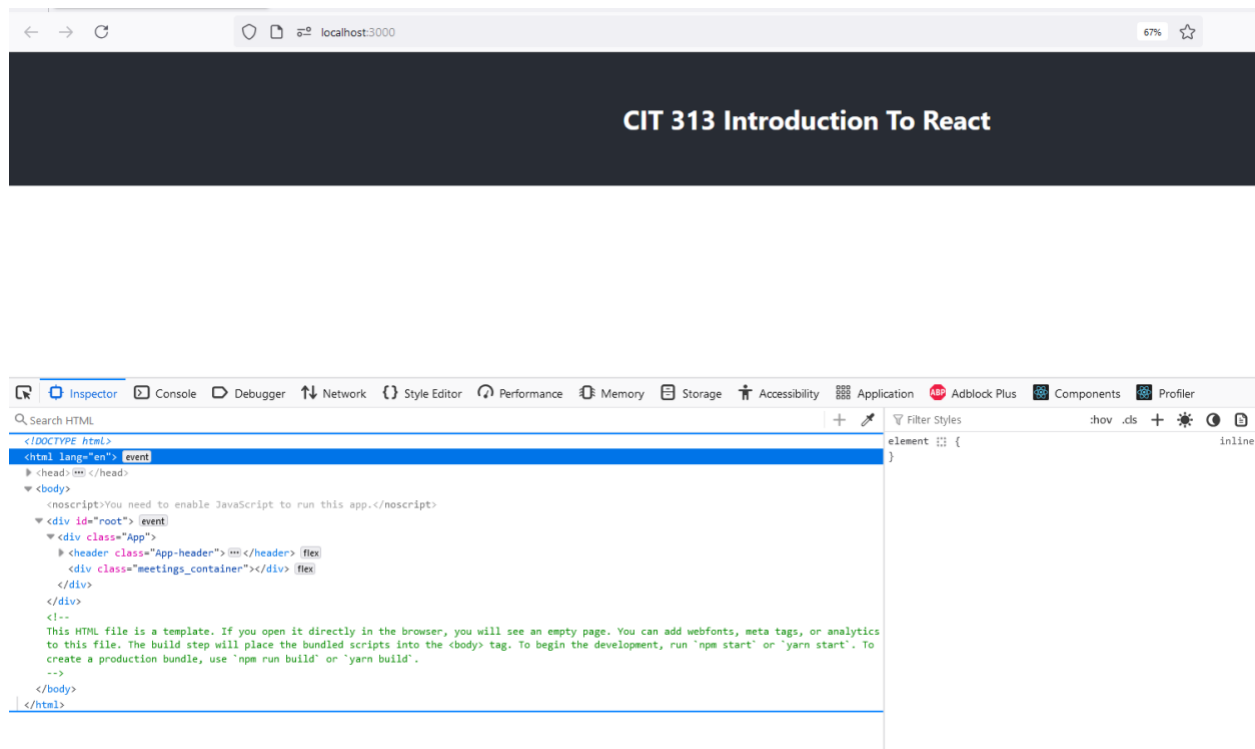 localhost:3000
67%
CIT 313 Introduction To React
Inspector Console Debugger Network Style Editor Performance Memory Storage Accessibility Application ABP Adblock Plus Components Profiler
Search HTML
Filter Styles :hov .cls
<!DOCTYPE html>
<html lang="en"> event
<head> ••• </head>
<body>
<noscript>You need to enable JavaScript to run this app.</noscript>
<div id="root"> event
<div class="App">
<header class="App-header"> ••• </header> flex
<div class="meetings_container"></div> flex
</div>
</div>
<!--
This HTML file is a template. If you open it directly in the browser, you will see an empty page. You can add webfonts, meta tags, or analytics
to this file. The build step will place the bundled scripts into the <body> tag. To begin the development, run `npm start` or `yarn start`. To
create a production bundle, use `npm run build` or `yarn build`.
-->
</body>
</html>
element { inline
}